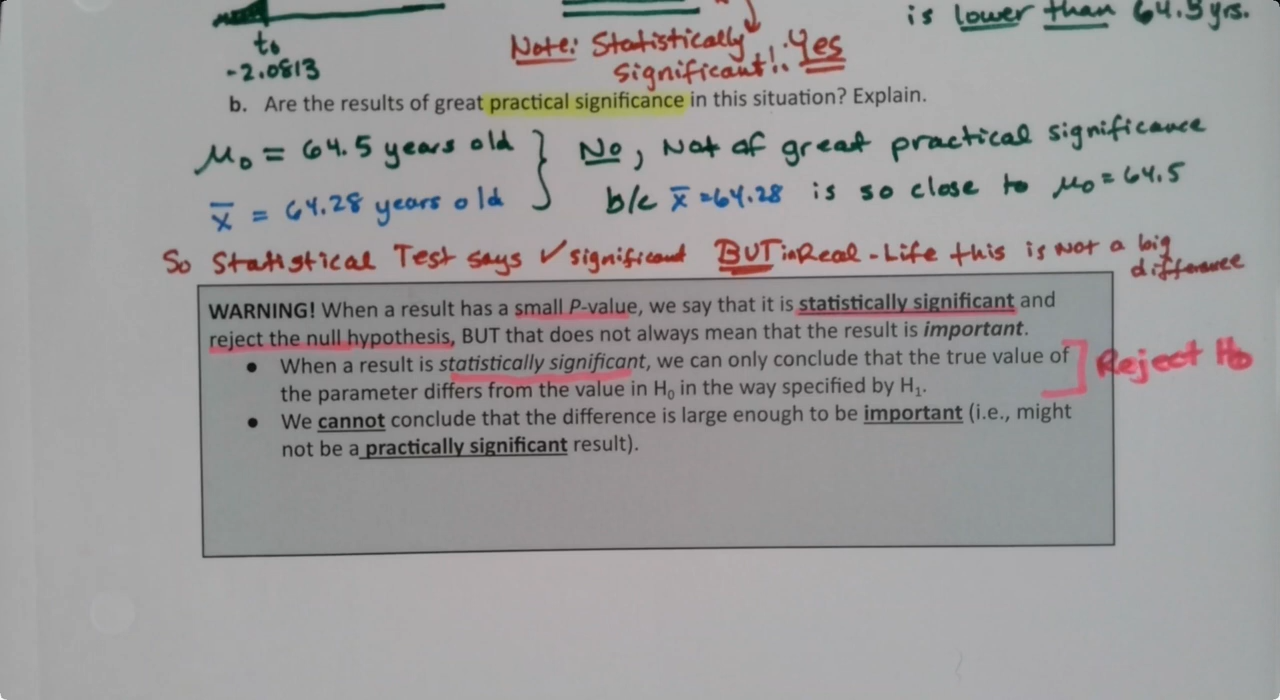 is lower than 64.5 yrs.
t₀
-2.0813
Note: Statistically
Significant!.. Yes
b. Are the results of great practical significance in this situation? Explain.
μ₀ = 64.5 years old } No, Not of great practical significance
x̄ = 64.28 years old b/c x̄ = 64.28 is so close to μ₀ = 64.5
So Statistical Test says ✓significant BUT in Real-Life this is Not a big
difference
WARNING! When a result has a small P-value, we say that it is statistically significant and
reject the null hypothesis, BUT that does not always mean that the result is important.
• When a result is statistically significant, we can only conclude that the true value of
the parameter differs from the value in H₀ in the way specified by H₁.
] Reject H₀
• We cannot conclude that the difference is large enough to be important (i.e., might
not be a practically significant result).